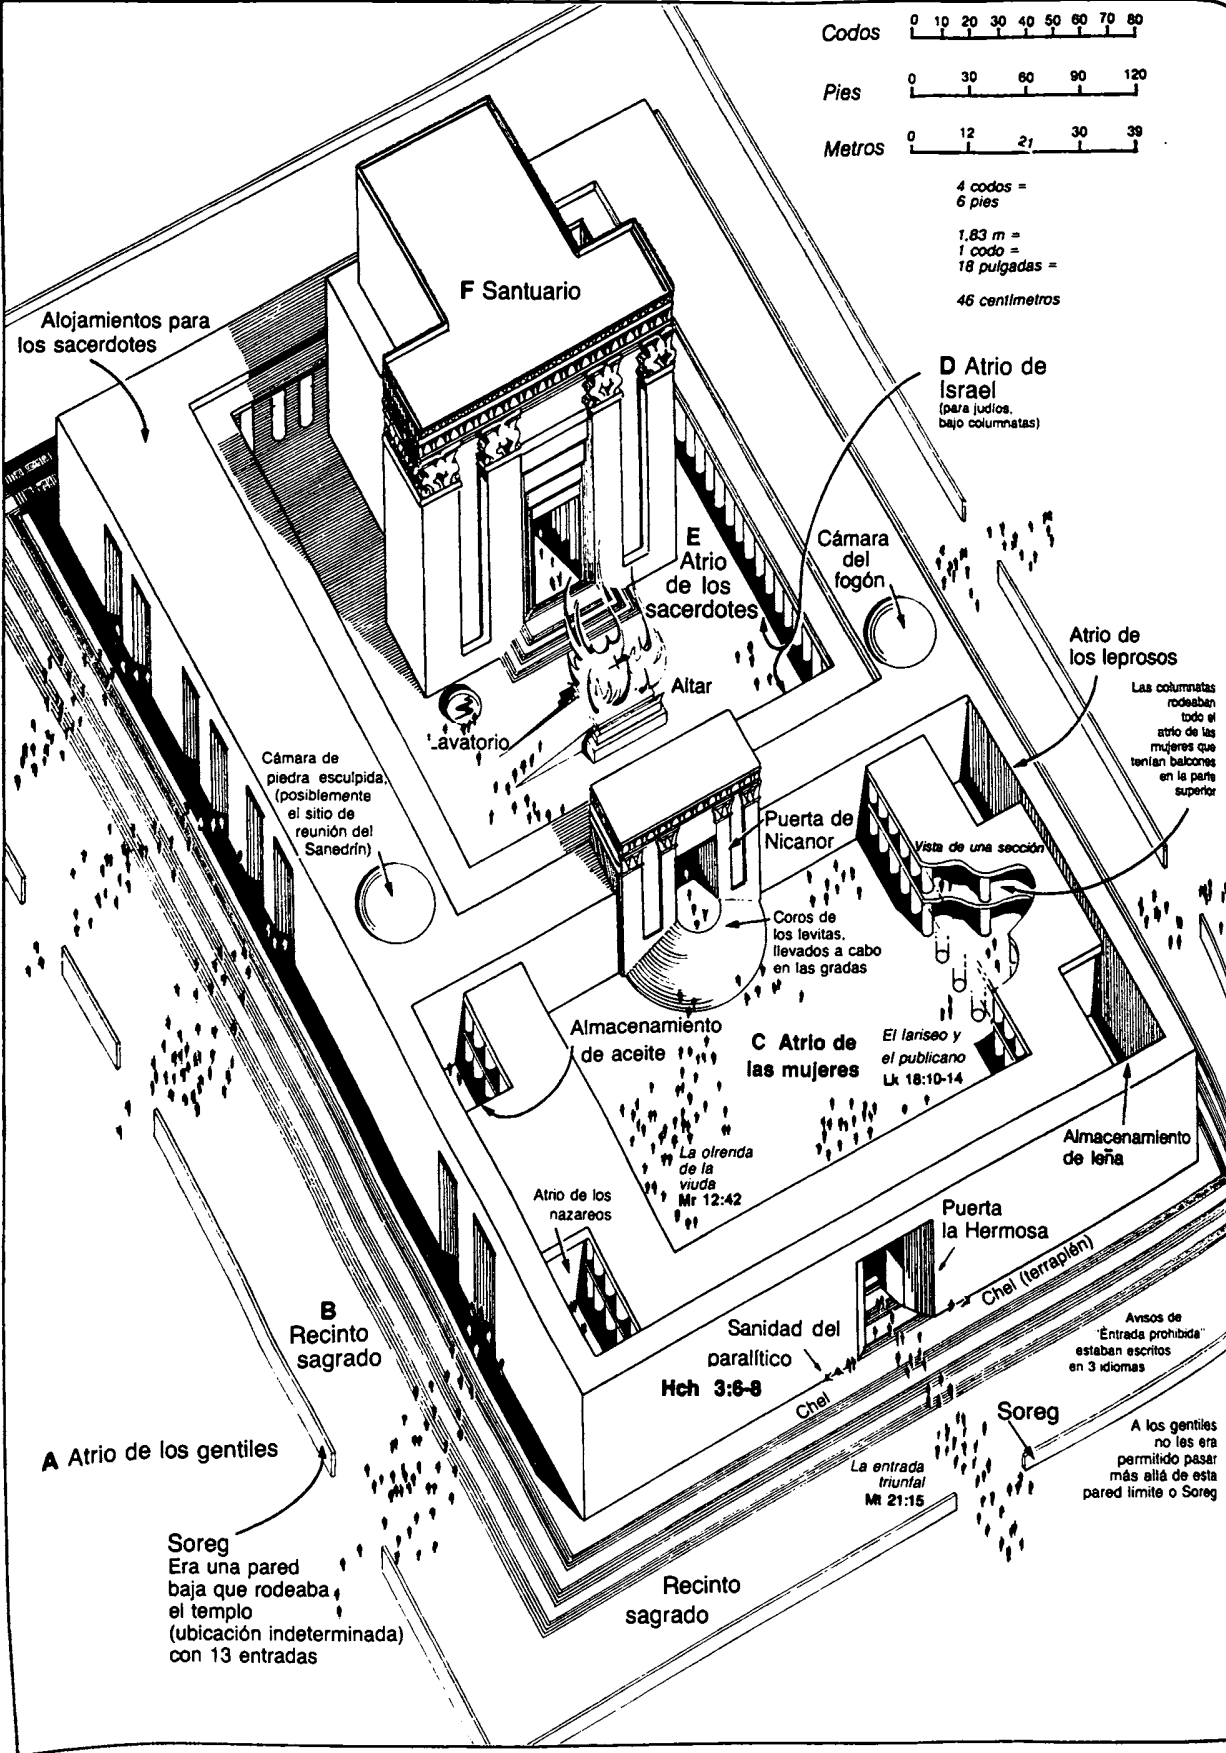 Codos
0 10 20 30 40 50 60 70 80
Pies
0 30 60 90 120
Metros
0 12 21 30 39
4 codos =
6 pies
1,83 m =
1 codo =
18 pulgadas =
46 centímetros
F Santuario
Alojamientos para
los sacerdotes
D Atrio de
Israel
(para judíos,
bajo columnatas)
E
Atrio
de los
sacerdotes
Cámara
del
fogón
Atrio de
los leprosos
Las columnatas
rodeaban
todo el
atrio de las
mujeres que
tenían balcones
en la parte
superior
Altar
Lavatorio
Cámara de
piedra esculpida,
(posiblemente
el sitio de
reunión del
Sanedrín)
Puerta de
Nicanor
Vista de una sección
Coros de
los levitas,
llevados a cabo
en las gradas
Almacenamiento
de aceite
C Atrio de
las mujeres
El fariseo y
el publicano
Lk 18:10-14
La ofrenda
de la
viuda
Mr 12:42
Almacenamiento
de leña
Atrio de los
nazareos
Puerta
la Hermosa
Chel (terraplén)
B
Recinto
sagrado
Sanidad del
paralítico
Hch 3:6-8
Chel
Avisos de
"Entrada prohibida"
estaban escritos
en 3 idiomas
Soreg
A los gentiles
no les era
permitido pasar
más allá de esta
pared límite o Soreg
A Atrio de los gentiles
La entrada
triunfal
Mt 21:15
Soreg
Era una pared
baja que rodeaba
el templo
(ubicación indeterminada)
con 13 entradas
Recinto
sagrado